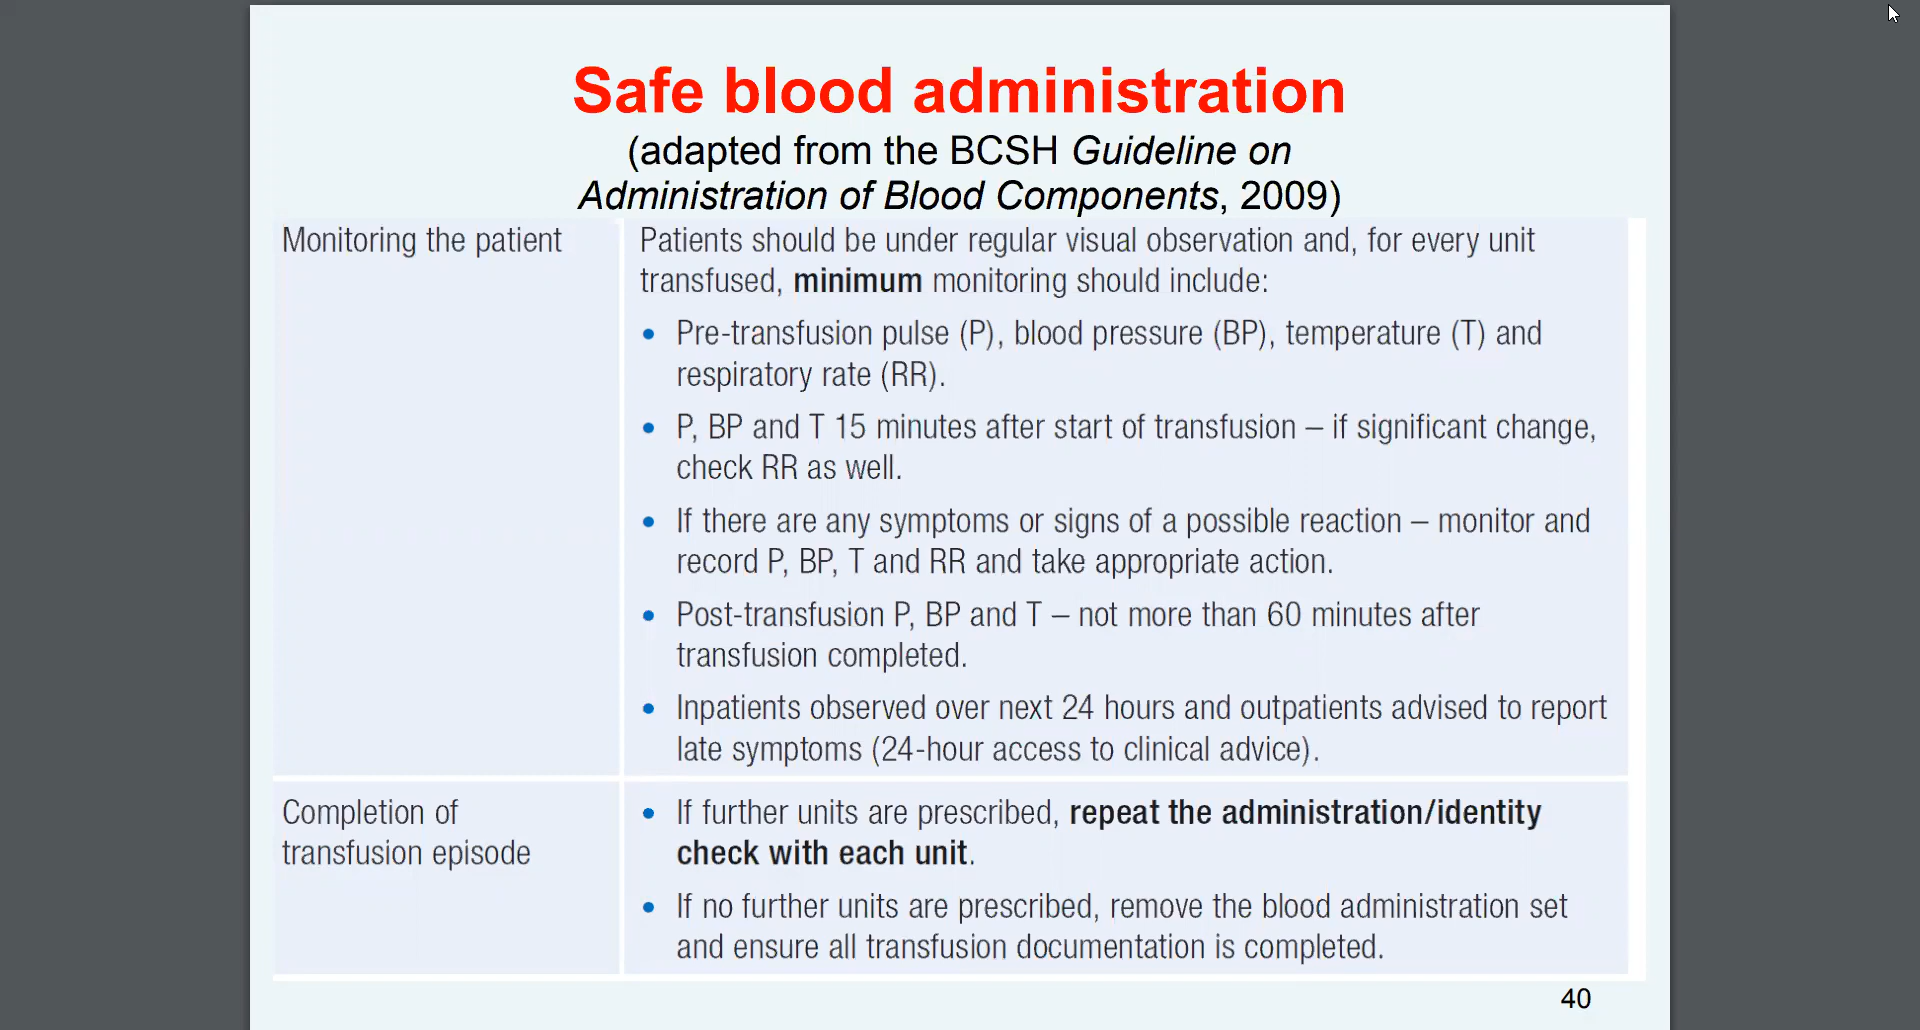 Safe blood administration
(adapted from the BCSH Guideline on
Administration of Blood Components, 2009)
Monitoring the patient
Patients should be under regular visual observation and, for every unit
transfused, minimum monitoring should include:
• Pre-transfusion pulse (P), blood pressure (BP), temperature (T) and
respiratory rate (RR).
• P, BP and T 15 minutes after start of transfusion – if significant change,
check RR as well.
• If there are any symptoms or signs of a possible reaction – monitor and
record P, BP, T and RR and take appropriate action.
• Post-transfusion P, BP and T – not more than 60 minutes after
transfusion completed.
• Inpatients observed over next 24 hours and outpatients advised to report
late symptoms (24-hour access to clinical advice).
Completion of
transfusion episode
• If further units are prescribed, repeat the administration/identity
check with each unit.
• If no further units are prescribed, remove the blood administration set
and ensure all transfusion documentation is completed.
40